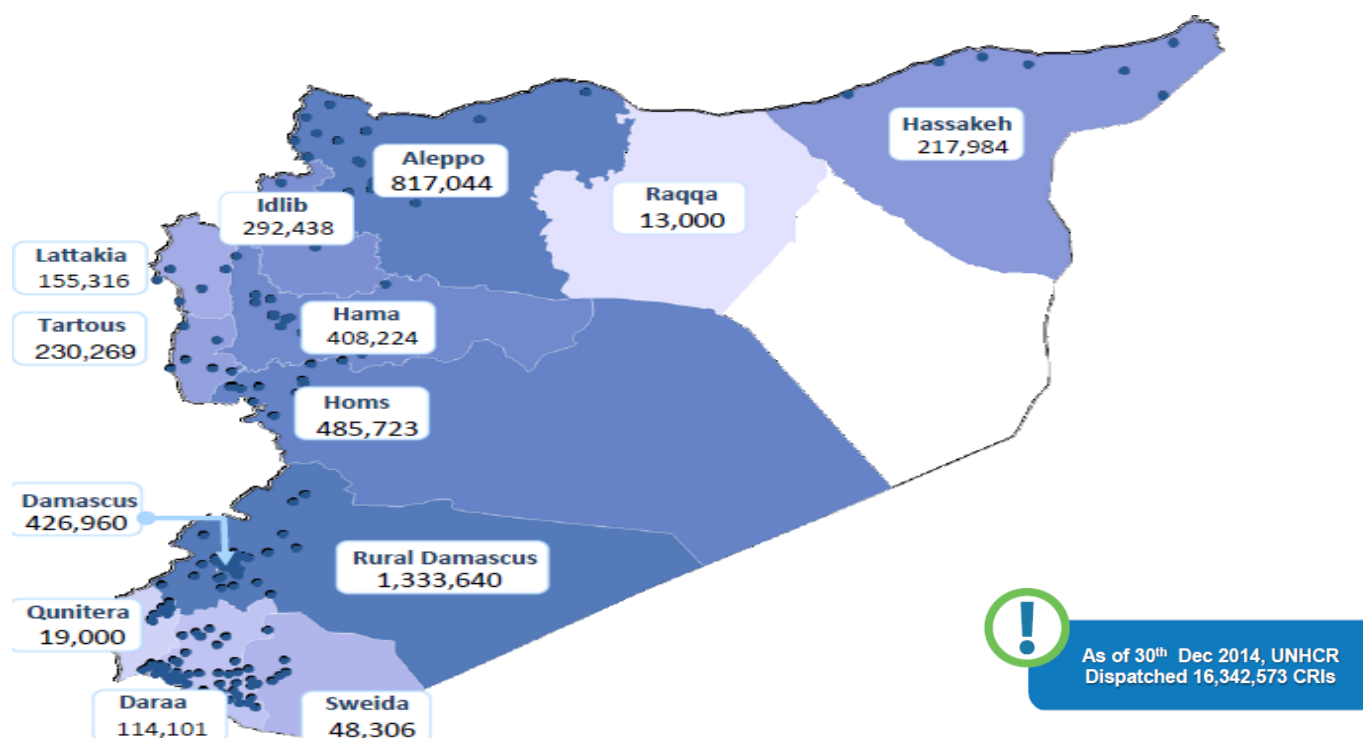 Hassakeh
217,984
Aleppo
817,044
Raqqa
13,000
Idlib
292,438
Lattakia
155,316
Hama
408,224
Tartous
230,269
Homs
485,723
Damascus
426,960
Rural Damascus
1,333,640
Qunitera
19,000
Daraa
114,101
Sweida
48,306
!
As of 30th Dec 2014, UNHCR
Dispatched 16,342,573 CRIs